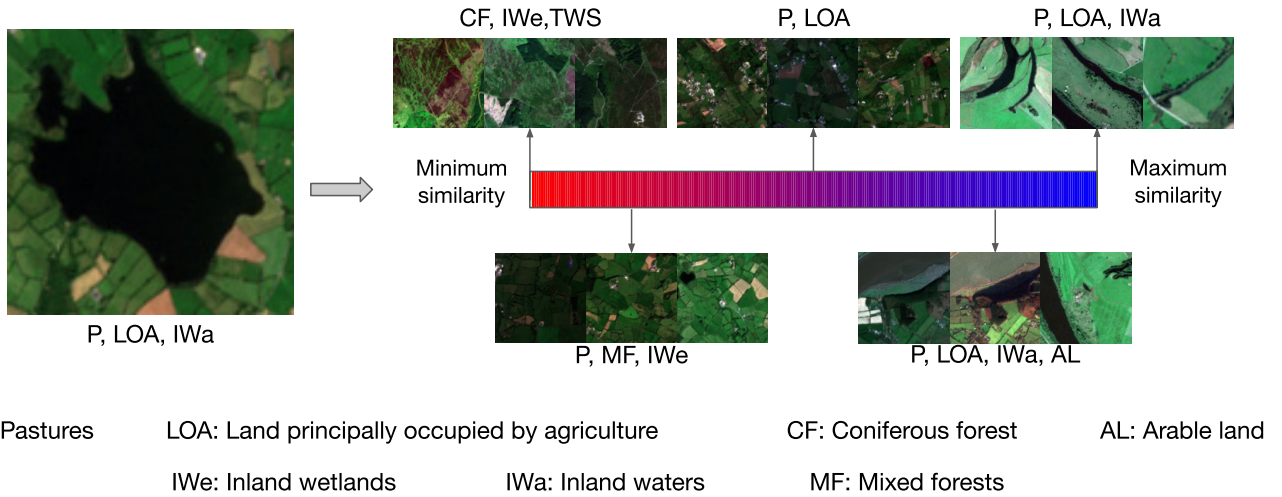 CF, IWe,TWS
P, LOA
P, LOA, IWa
Minimum
similarity
Maximum
similarity
P, LOA, IWa
P, MF, IWe
P, LOA, IWa, AL
Pastures
LOA: Land principally occupied by agriculture
CF: Coniferous forest
AL: Arable land
IWe: Inland wetlands
IWa: Inland waters
MF: Mixed forests